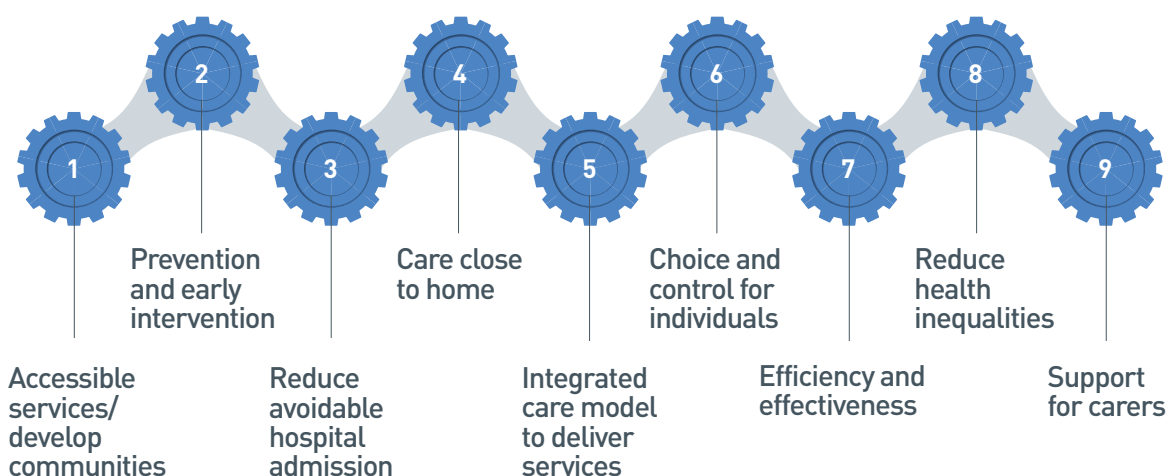 1
Accessible
services/
develop
communities
2
Prevention
and early
intervention
3
Reduce
avoidable
hospital
admission
4
Care close
to home
5
Integrated
care model
to deliver
services
6
Choice and
control for
individuals
7
Efficiency and
effectiveness
8
Reduce
health
inequalities
9
Support
for carers